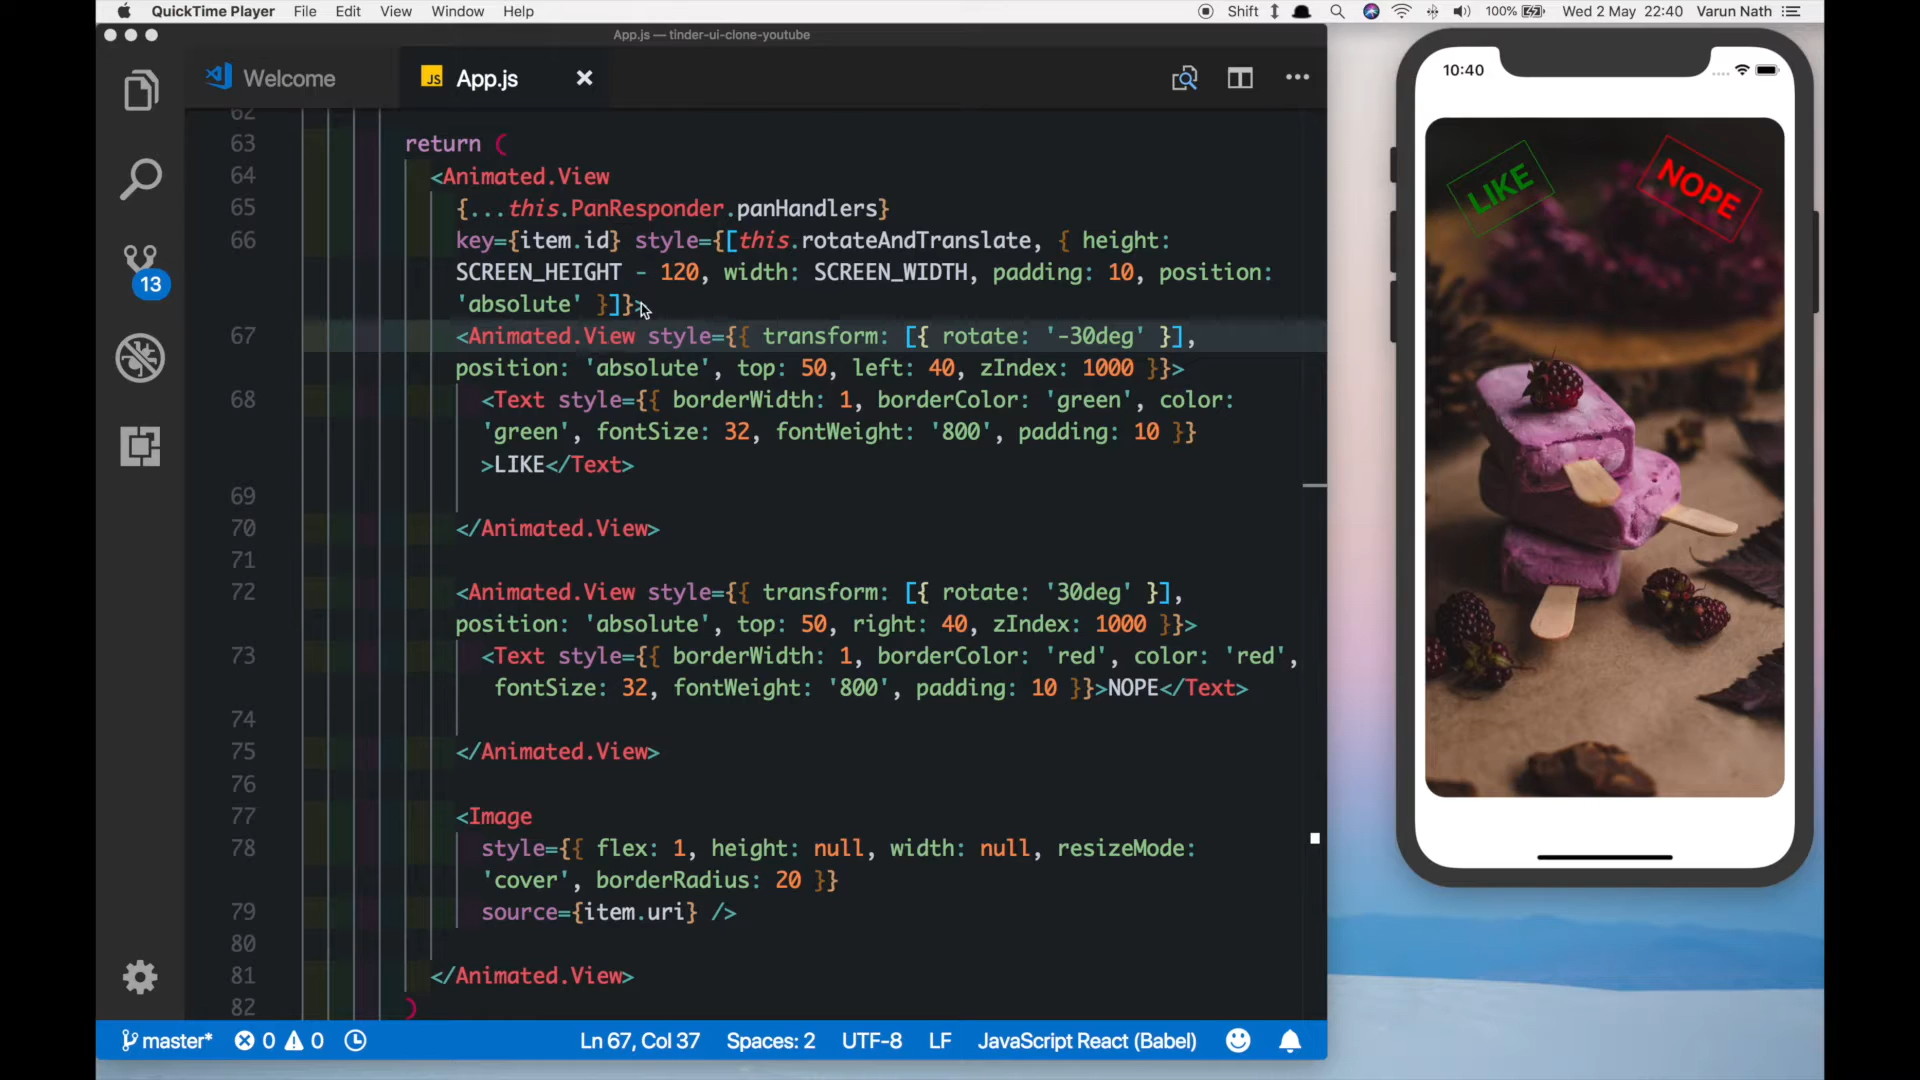 QuickTime Player File Edit View Window Help Shift 100% Wed 2 May 22:40 Varun Nath
App.js — tinder-ui-clone-youtube
Welcome JS App.js
62
63 return (
64 <Animated.View
65 {...this.PanResponder.panHandlers}
66 key={item.id} style={[this.rotateAndTranslate, { height:
SCREEN_HEIGHT - 120, width: SCREEN_WIDTH, padding: 10, position:
'absolute' }]}>
67 <Animated.View style={{ transform: [{ rotate: '-30deg' }],
position: 'absolute', top: 50, left: 40, zIndex: 1000 }}>
68 <Text style={{ borderWidth: 1, borderColor: 'green', color:
'green', fontSize: 32, fontWeight: '800', padding: 10 }}
>LIKE</Text>
69
70 </Animated.View>
71
72 <Animated.View style={{ transform: [{ rotate: '30deg' }],
position: 'absolute', top: 50, right: 40, zIndex: 1000 }}>
73 <Text style={{ borderWidth: 1, borderColor: 'red', color: 'red',
fontSize: 32, fontWeight: '800', padding: 10 }}>NOPE</Text>
74
75 </Animated.View>
76
77 <Image
78 style={{ flex: 1, height: null, width: null, resizeMode:
'cover', borderRadius: 20 }}
79 source={item.uri} />
80
81 </Animated.View>
82 )
13
master* 0 0 Ln 67, Col 37 Spaces: 2 UTF-8 LF JavaScript React (Babel)
10:40
LIKE
NOPE